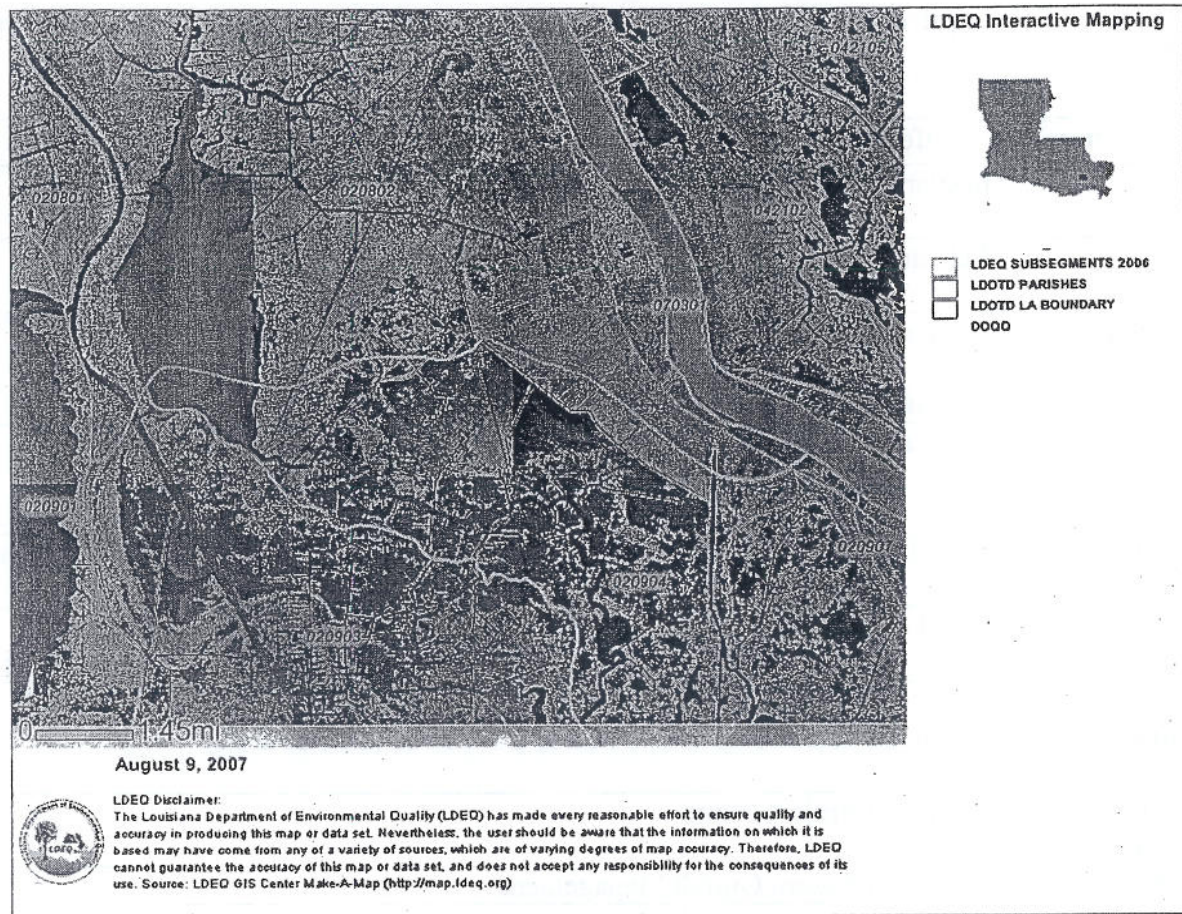 LDEQ Interactive Mapping
042105
020801
020802
042102
070301
LDEQ SUBSEGMENTS 2006
LDOTD PARISHES
LDOTD LA BOUNDARY
DOQQ
020901
020907
020904
020903
0 1.45mi
August 9, 2007
LDEQ
LDEQ Disclaimer:
The Louisiana Department of Environmental Quality (LDEQ) has made every reasonable effort to ensure quality and
accuracy in producing this map or data set. Nevertheless, the user should be aware that the information on which it is
based may have come from any of a variety of sources, which are of varying degrees of map accuracy. Therefore, LDEQ
cannot guarantee the accuracy of this map or data set, and does not accept any responsibility for the consequences of its
use. Source: LDEQ GIS Center Make-A-Map (http://map.ldeq.org)